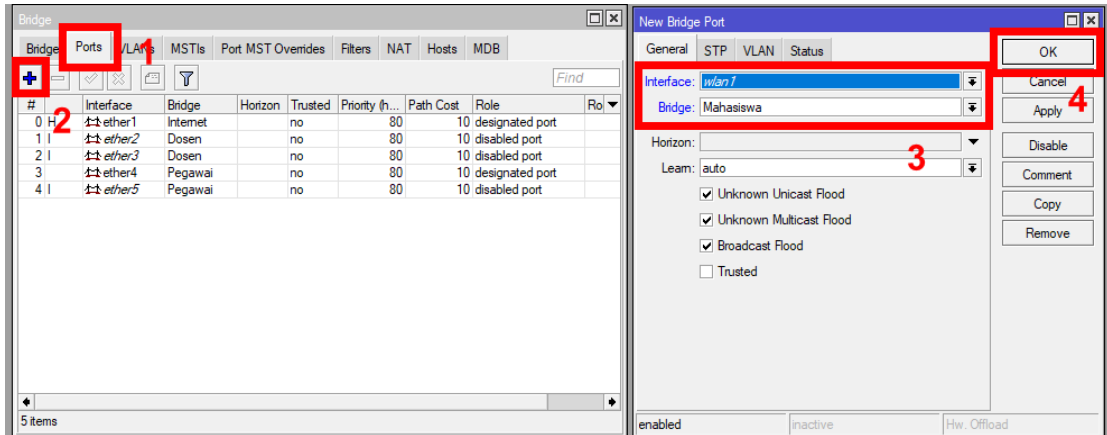 Bridge
Bridge Ports VLANs MSTIs Port MST Overrides Filters NAT Hosts MDB
1
Find
# Interface Bridge Horizon Trusted Priority (h... Path Cost Role Ro
2
0 H ether1 Internet no 80 10 designated port
1 I ether2 Dosen no 80 10 disabled port
2 I ether3 Dosen no 80 10 disabled port
3 ether4 Pegawai no 80 10 designated port
4 I ether5 Pegawai no 80 10 disabled port
5 items
New Bridge Port
General STP VLAN Status
Interface: wlan1
Bridge: Mahasiswa
Horizon:
3
Learn: auto
Unknown Unicast Flood
Unknown Multicast Flood
Broadcast Flood
Trusted
OK
Cancel
4
Apply
Disable
Comment
Copy
Remove
enabled inactive Hw. Offload